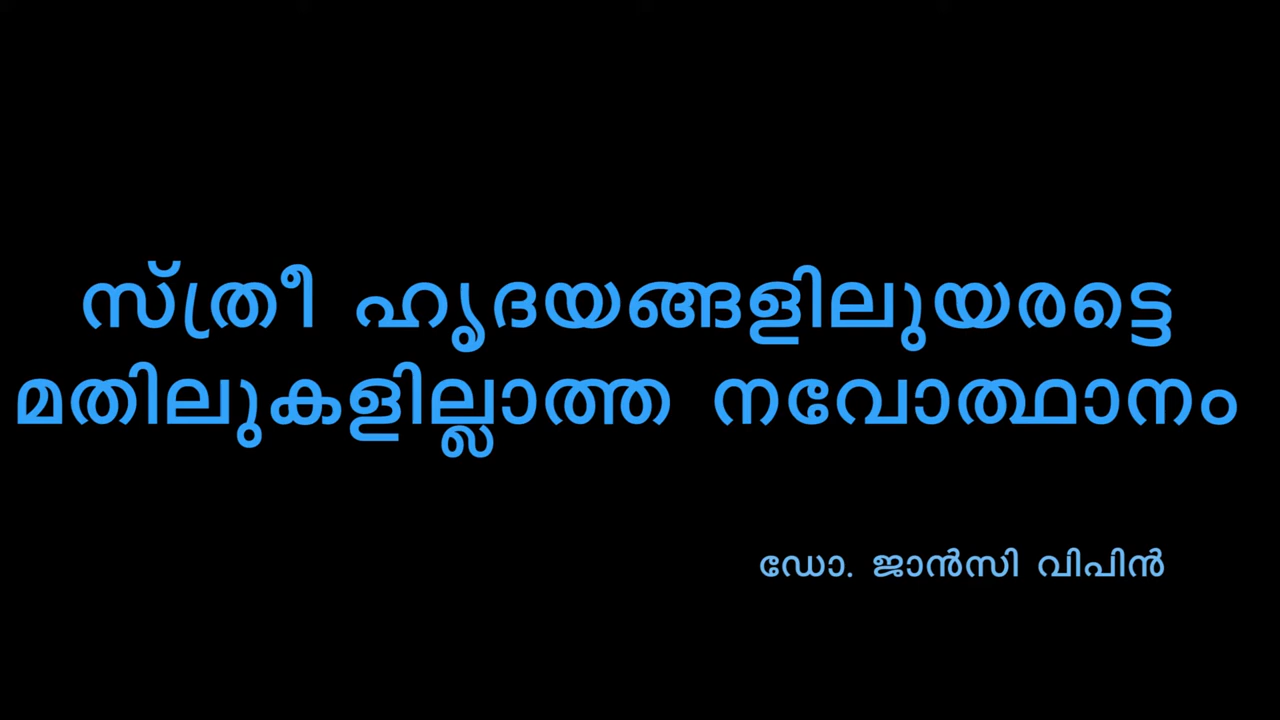 സ്ത്രീ ഹൃദയങ്ങളിലുയരട്ടെ
മതിലുകളില്ലാത്ത നവോത്ഥാനം
ഡോ. ജാൻസി വിപിൻ